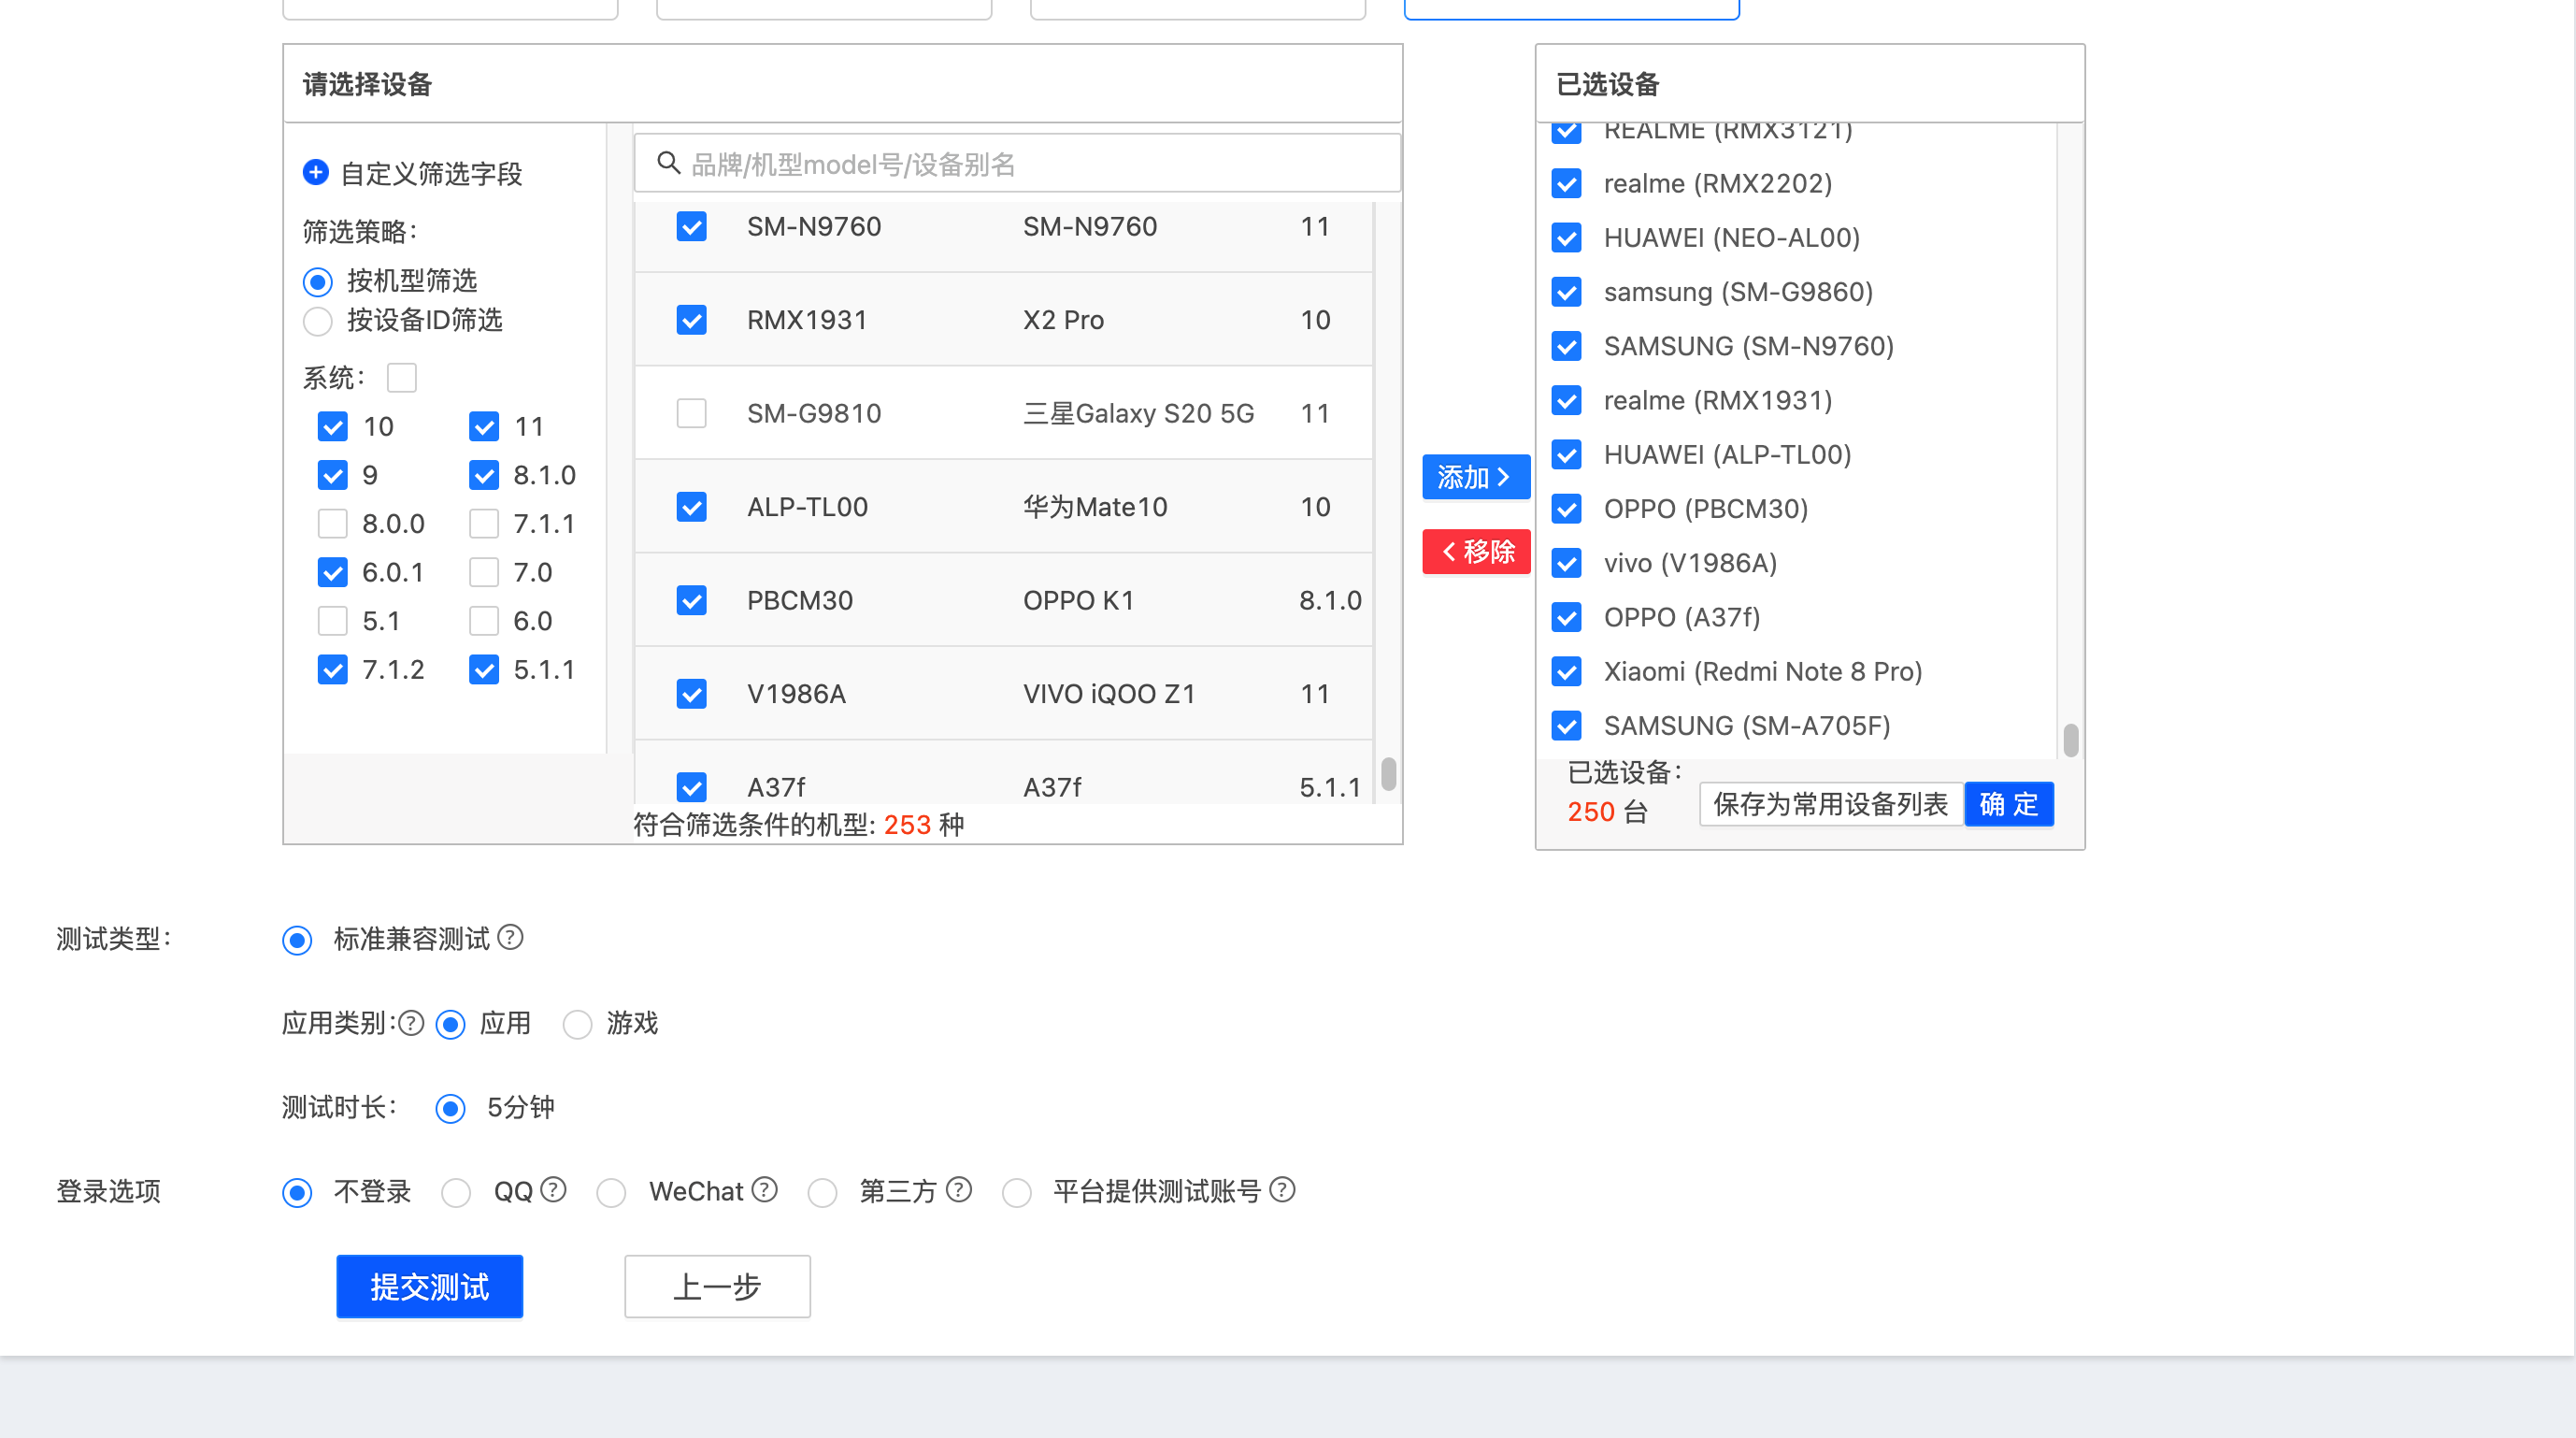 请选择设备
自定义筛选字段
筛选策略：
按机型筛选
按设备ID筛选
系统：
10 11
9 8.1.0
8.0.0 7.1.1
6.0.1 7.0
5.1 6.0
7.1.2 5.1.1
品牌/机型model号/设备别名
SM-N9760 SM-N9760 11
RMX1931 X2 Pro 10
SM-G9810 三星Galaxy S20 5G 11
ALP-TL00 华为Mate10 10
PBCM30 OPPO K1 8.1.0
V1986A VIVO iQOO Z1 11
A37f A37f 5.1.1
符合筛选条件的机型: 253 种
添加
移除
已选设备
REALME (RMX3121)
realme (RMX2202)
HUAWEI (NEO-AL00)
samsung (SM-G9860)
SAMSUNG (SM-N9760)
realme (RMX1931)
HUAWEI (ALP-TL00)
OPPO (PBCM30)
vivo (V1986A)
OPPO (A37f)
Xiaomi (Redmi Note 8 Pro)
SAMSUNG (SM-A705F)
已选设备：
250 台
保存为常用设备列表 确 定
测试类型： 标准兼容测试
应用类别: 应用 游戏
测试时长： 5分钟
登录选项 不登录 QQ WeChat 第三方 平台提供测试账号
提交测试 上一步